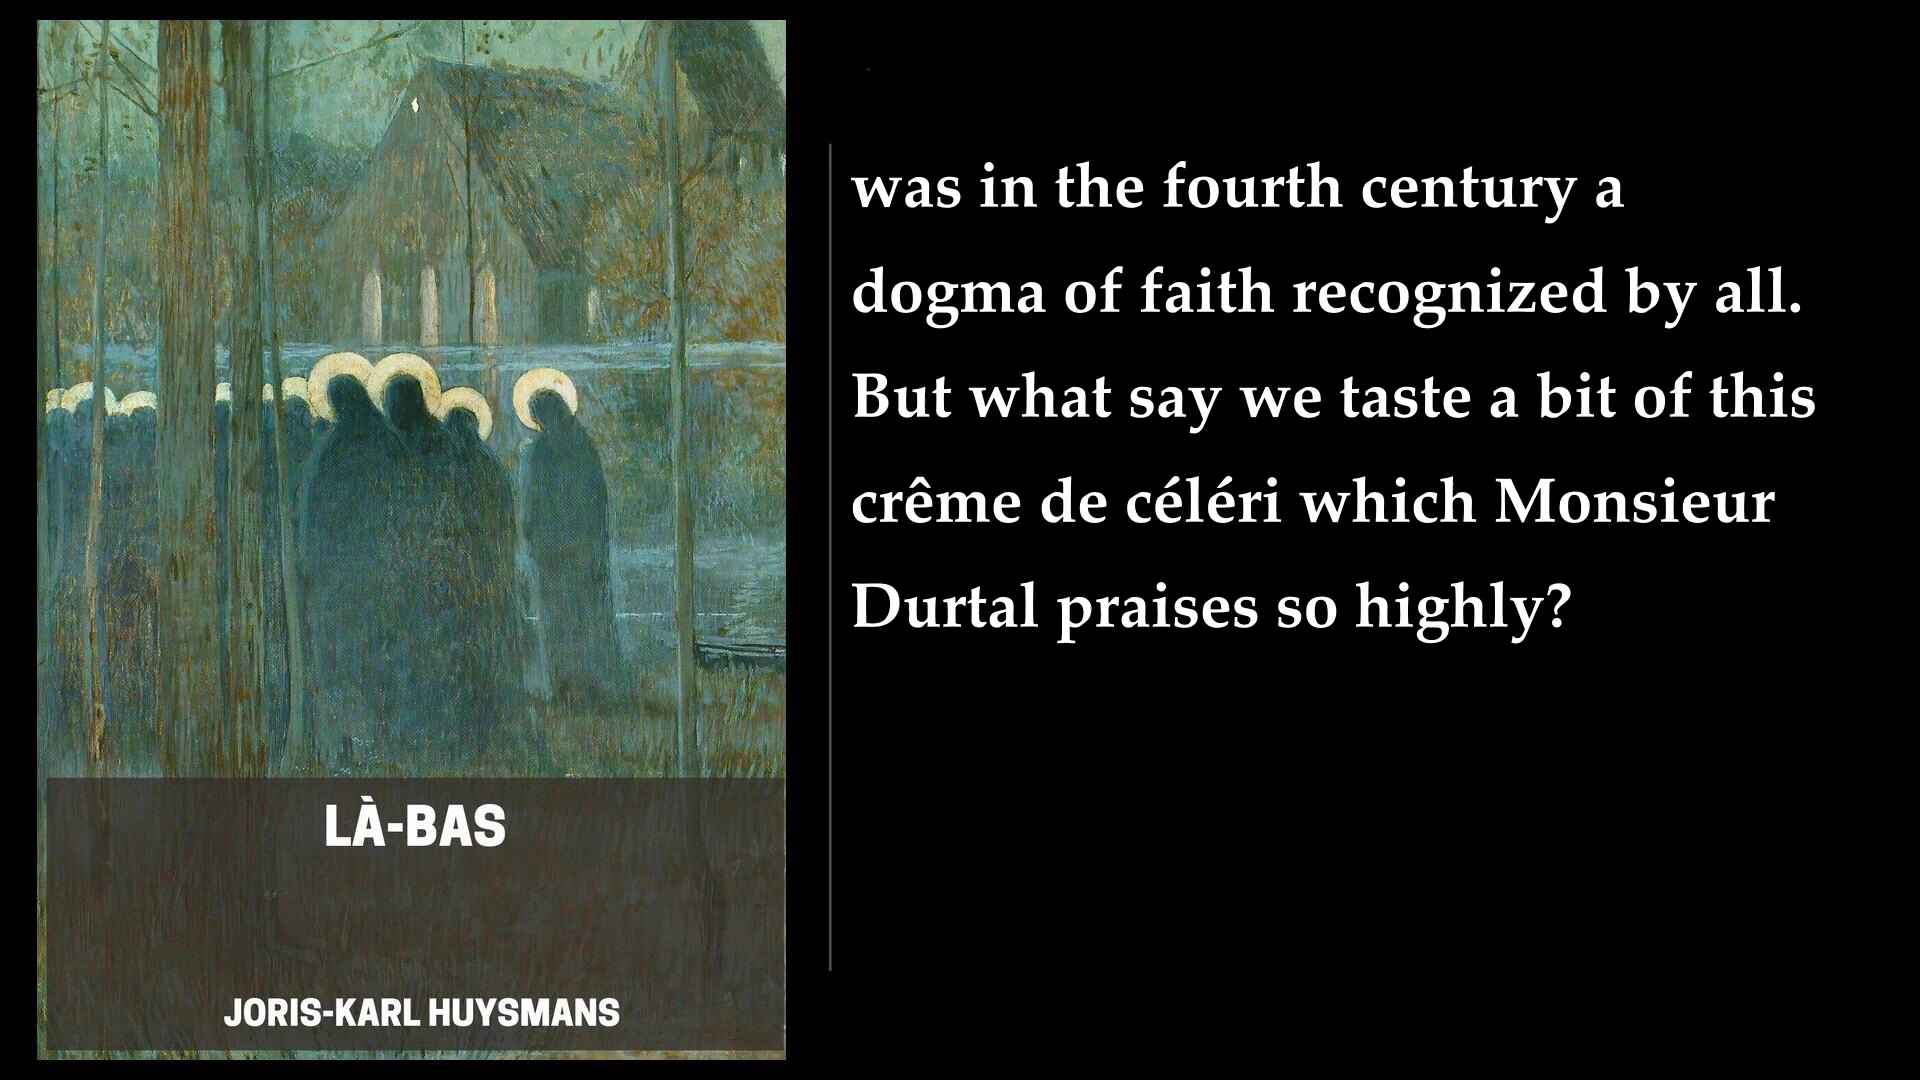 LÀ-BAS
JORIS-KARL HUYSMANS
was in the fourth century a
dogma of faith recognized by all.
But what say we taste a bit of this
crême de céléri which Monsieur
Durtal praises so highly?